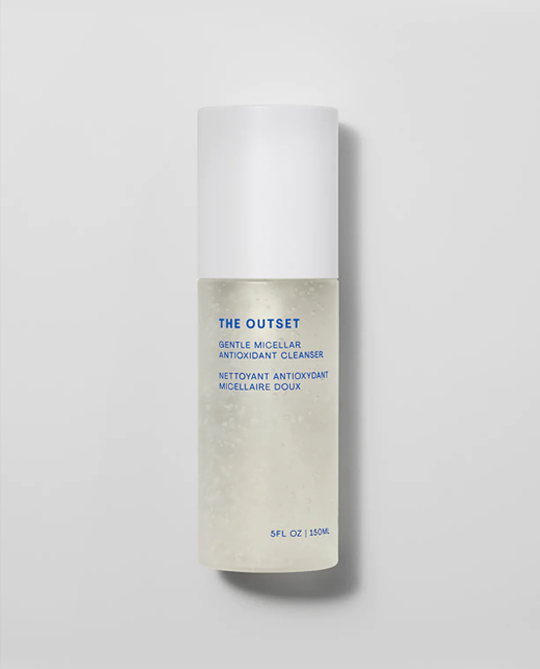 THE OUTSET
GENTLE MICELLAR
ANTIOXIDANT CLEANSER
NETTOYANT ANTIOXYDANT
MICELLAIRE DOUX
5FL OZ | 150ML